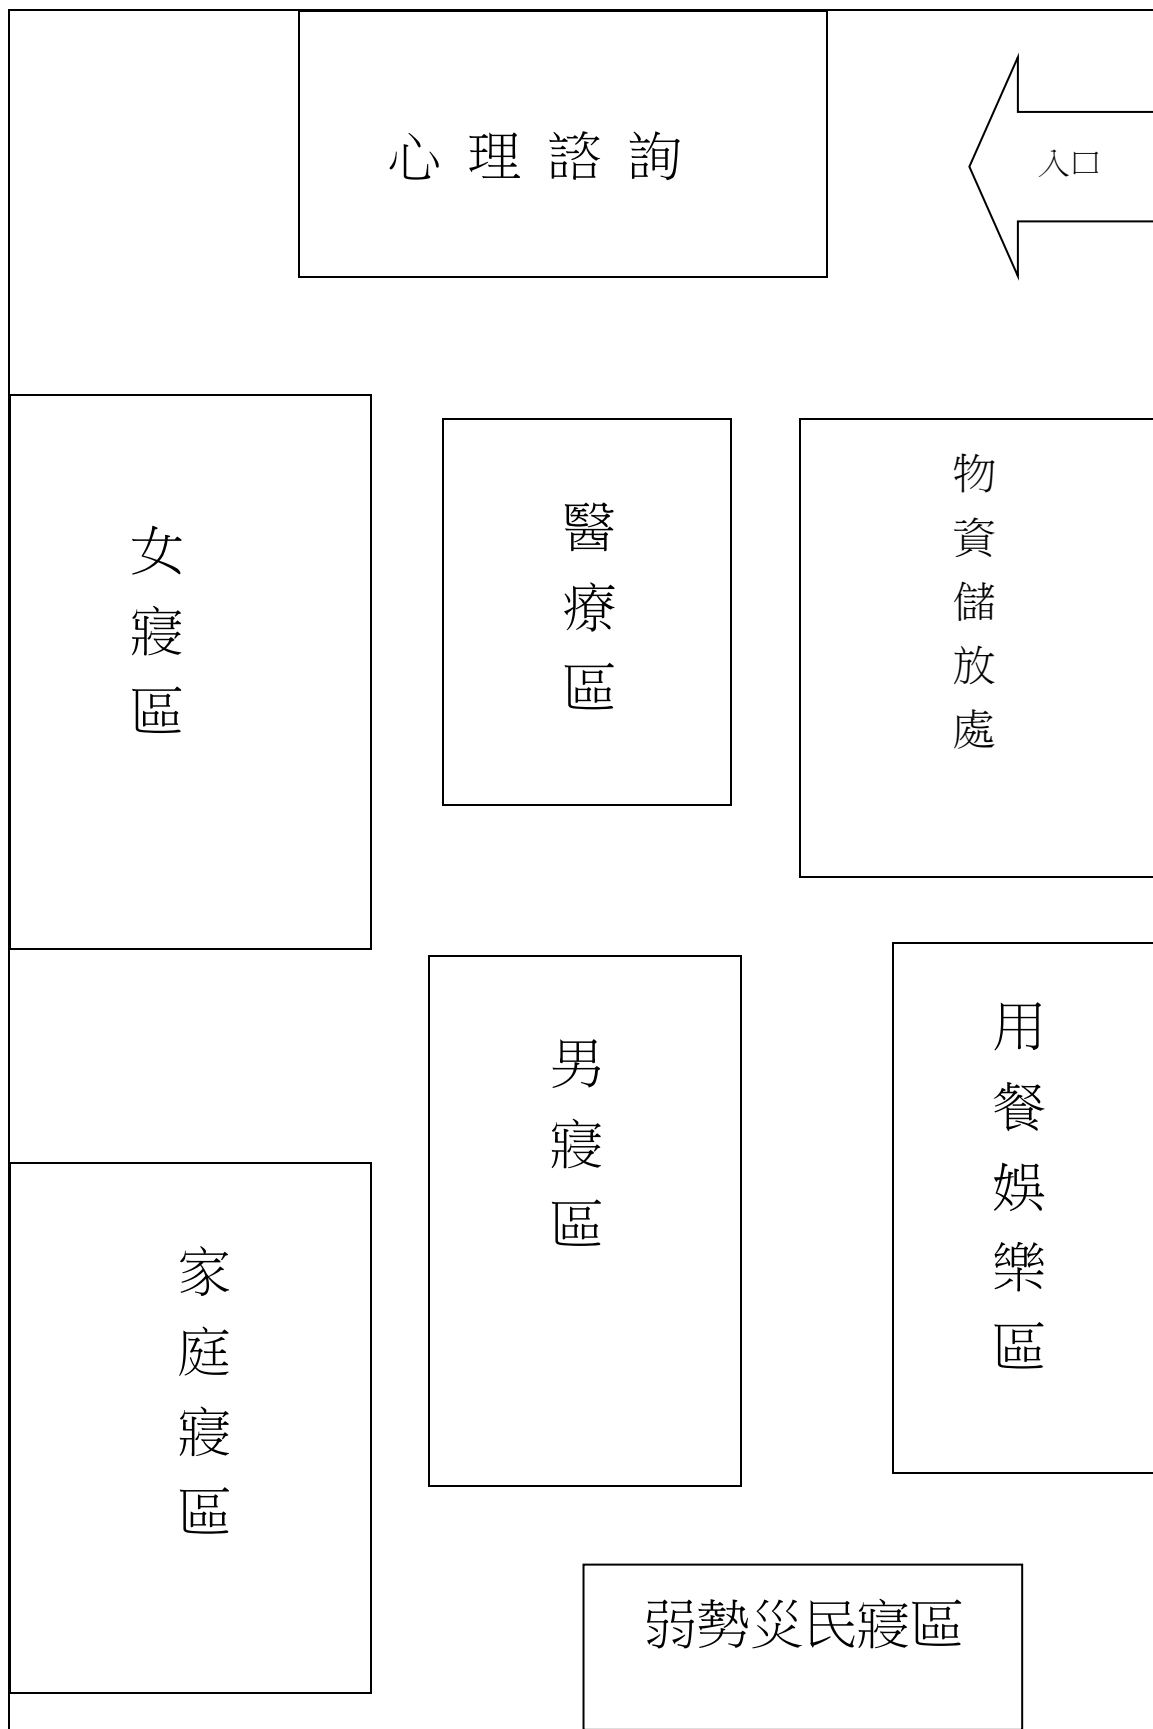 心理諮詢
入口
女寢區
醫療區
物資儲放處
男寢區
用餐娛樂區
家庭寢區
弱勢災民寢區